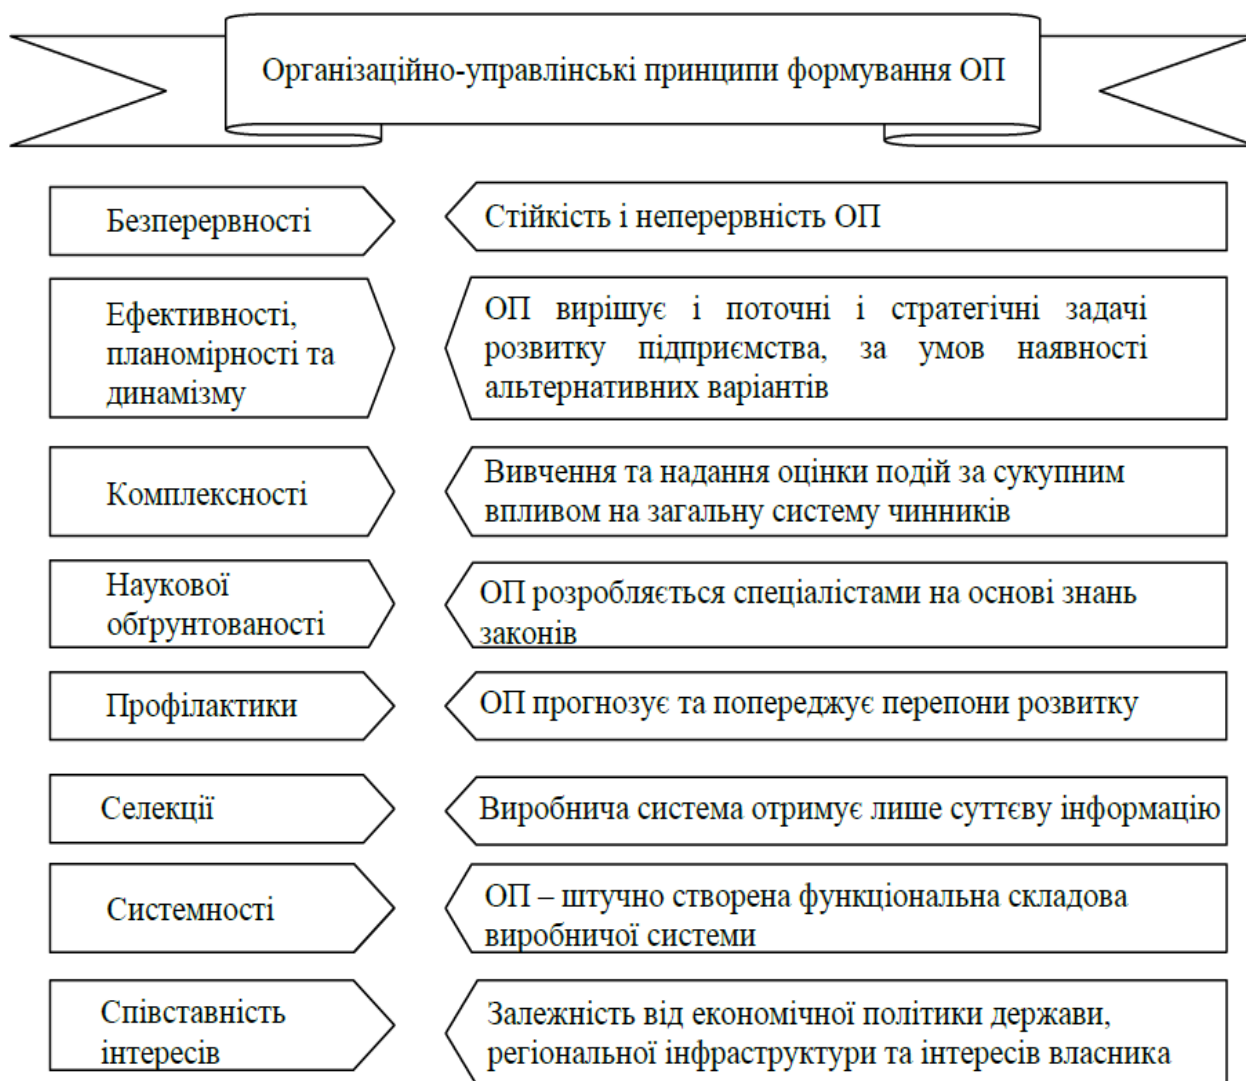 Організаційно-управлінські принципи формування ОП
Безперервності
Стійкість і неперервність ОП
Ефективності,
планомірності та
динамізму
ОП вирішує і поточні і стратегічні задачі
розвитку підприємства, за умов наявності
альтернативних варіантів
Комплексності
Вивчення та надання оцінки подій за сукупним
впливом на загальну систему чинників
Наукової
обґрунтованості
ОП розробляється спеціалістами на основі знань
законів
Профілактики
ОП прогнозує та попереджує перепони розвитку
Селекції
Виробнича система отримує лише суттєву інформацію
Системності
ОП – штучно створена функціональна складова
виробничої системи
Співставність
інтересів
Залежність від економічної політики держави,
регіональної інфраструктури та інтересів власника